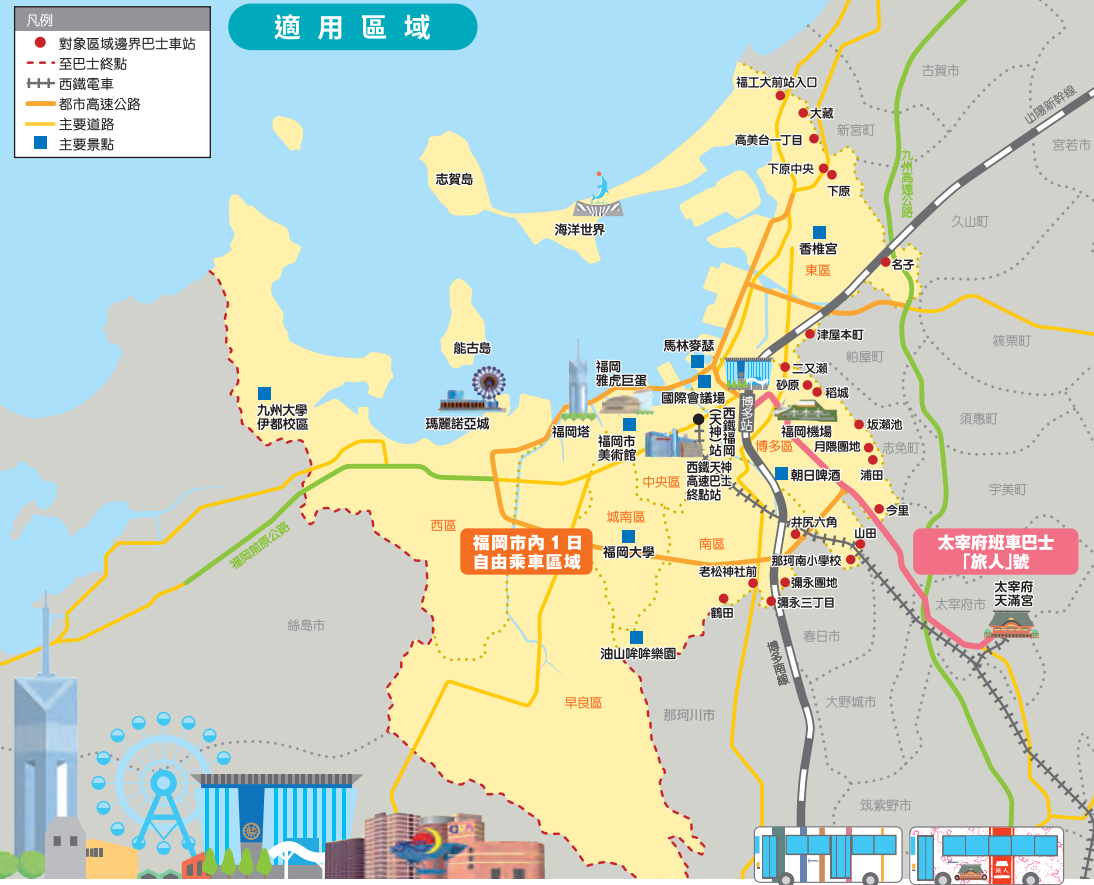 凡例
對象區域邊界巴士車站
至巴士終點
西鐵電車
都市高速公路
主要道路
主要景點
適用區域
古賀市
福工大前站入口
山陽新幹線
大藏
新宮町
高美台一丁目
宮若市
九州高速公路
下原中央
下原
志賀島
海洋世界
久山町
香椎宮
東區
名子
津屋本町
篠栗町
能古島
馬林麥瑟
粕屋町
福岡
雅虎巨蛋
二又瀨
砂原
稻城
國際會議場
博多站
九州大學
伊都校區
瑪麗諾亞城
福岡塔
西鐵福岡
(天神)站
福岡機場
坂瀨池
須惠町
福岡市
美術館
博多區
月隈團地
志免町
西鐵天神
高速巴士
終點站
朝日啤酒
浦田
中央區
宇美町
今里
西區
城南區
井尻六角
福岡前原公路
福岡市內1日
自由乘車區域
福岡大學
南區
山田
太宰府班車巴士
「旅人」號
那珂南小學校
老松神社前
彌永團地
太宰府
天滿宮
鶴田
彌永三丁目
太宰府市
絲島市
春日市
油山哞哞樂園
博多南線
早良區
那珂川市
大野城市
筑紫野市
旅人